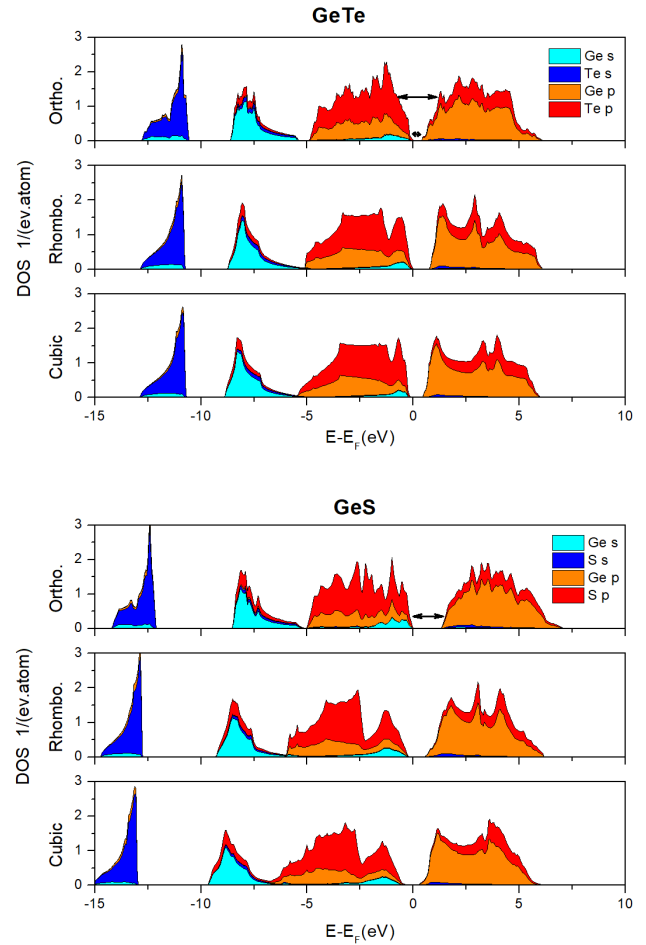 GeTe
Ortho.
3
2
1
0
Ge s
Te s
Ge p
Te p
Rhombo.
3
2
1
0
Cubic
3
2
1
0
DOS 1/(ev.atom)
-15 -10 -5 0 5 10
E-E_F(eV)
GeS
Ortho.
3
2
1
0
Ge s
S s
Ge p
S p
Rhombo.
3
2
1
0
Cubic
3
2
1
0
DOS 1/(ev.atom)
-15 -10 -5 0 5 10
E-E_F(eV)